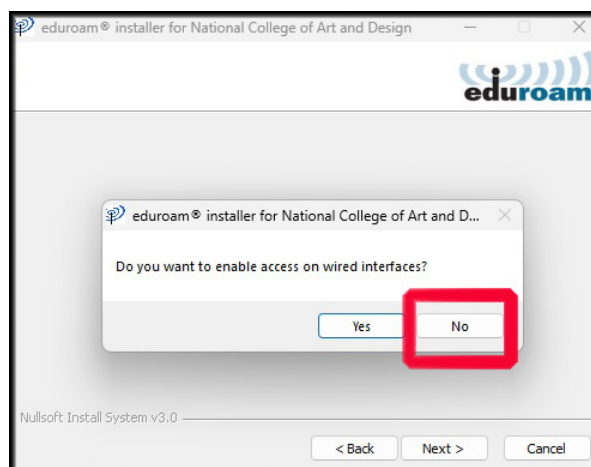 eduroam® installer for National College of Art and Design
eduroam
eduroam® installer for National College of Art and D...
Do you want to enable access on wired interfaces?
Yes No
Nullsoft Install System v3.0
< Back Next > Cancel